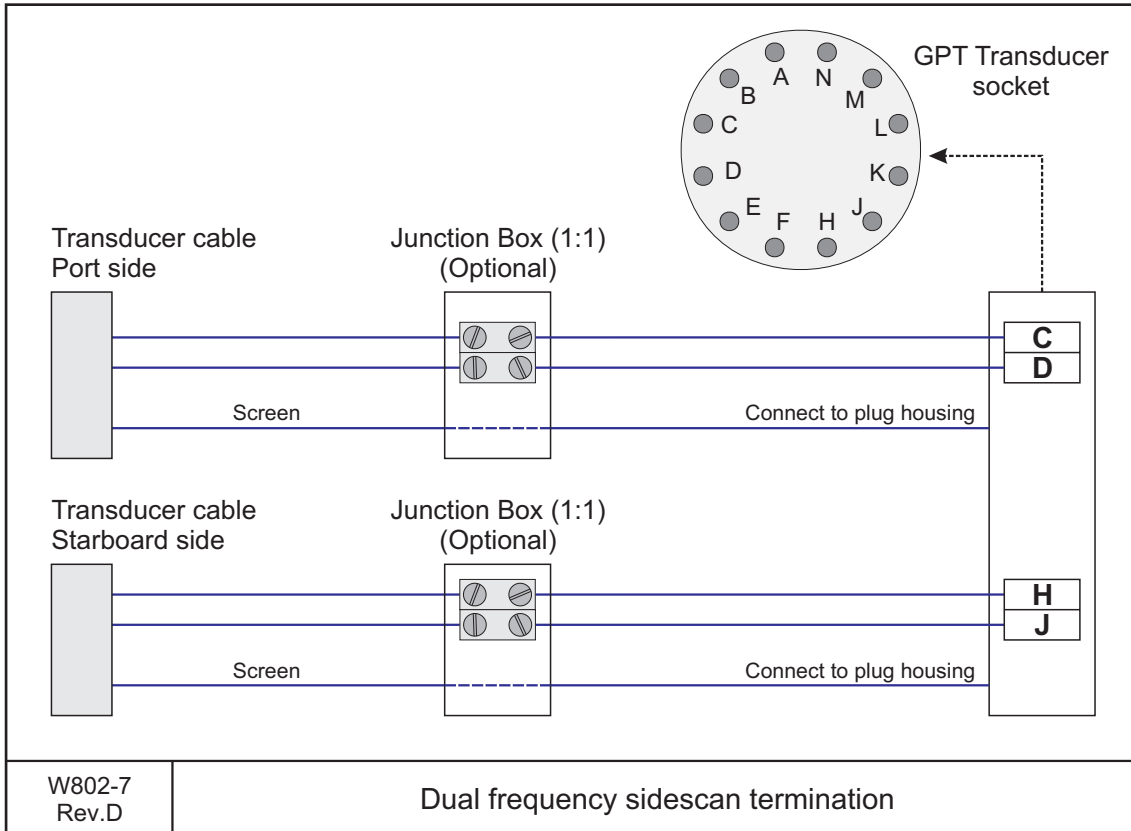 GPT Transducer
socket
A N
B M
C L
D K
E J
F H
Transducer cable
Port side
Junction Box (1:1)
(Optional)
C
D
Screen
Connect to plug housing
Transducer cable
Starboard side
Junction Box (1:1)
(Optional)
H
J
Screen
Connect to plug housing
W802-7
Rev.D
Dual frequency sidescan termination